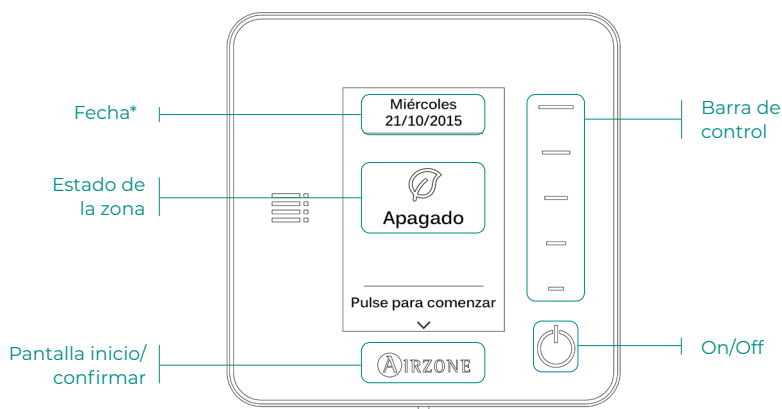 Fecha*
Miércoles
21/10/2015
Barra de
control
Estado de
la zona
Apagado
Pulse para comenzar
Pantalla inicio/
confirmar
AIRZONE
On/Off